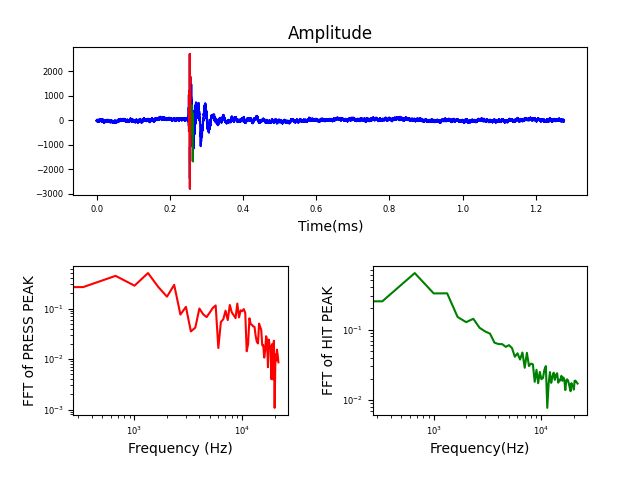 Amplitude
2000
1000
0
−1000
−2000
−3000
0.0 0.2 0.4 0.6 0.8 1.0 1.2
Time(ms)
FFT of PRESS PEAK
10⁻¹
10⁻²
10⁻³
10³ 10⁴
Frequency (Hz)
FFT of HIT PEAK
10⁻¹
10⁻²
10³ 10⁴
Frequency(Hz)